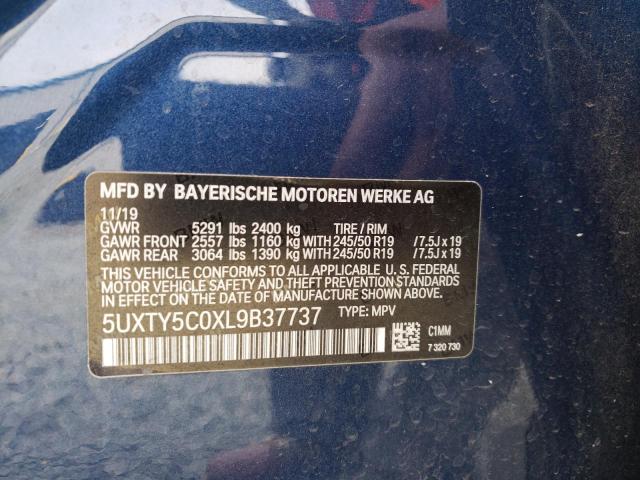 MFD BY BAYERISCHE MOTOREN WERKE AG
11/19
GVWR 5291 lbs 2400 kg TIRE / RIM
GAWR FRONT 2557 lbs 1160 kg WITH 245/50 R19 /7.5J x 19
GAWR REAR 3064 lbs 1390 kg WITH 245/50 R19 /7.5J x 19
THIS VEHICLE CONFORMS TO ALL APPLICABLE U. S. FEDERAL
MOTOR VEHICLE SAFETY AND THEFT PREVENTION STANDARDS IN
EFFECT ON THE DATE OF MANUFACTURE SHOWN ABOVE.
5UXTY5C0XL9B37737 TYPE: MPV
C1MM
7 320 730